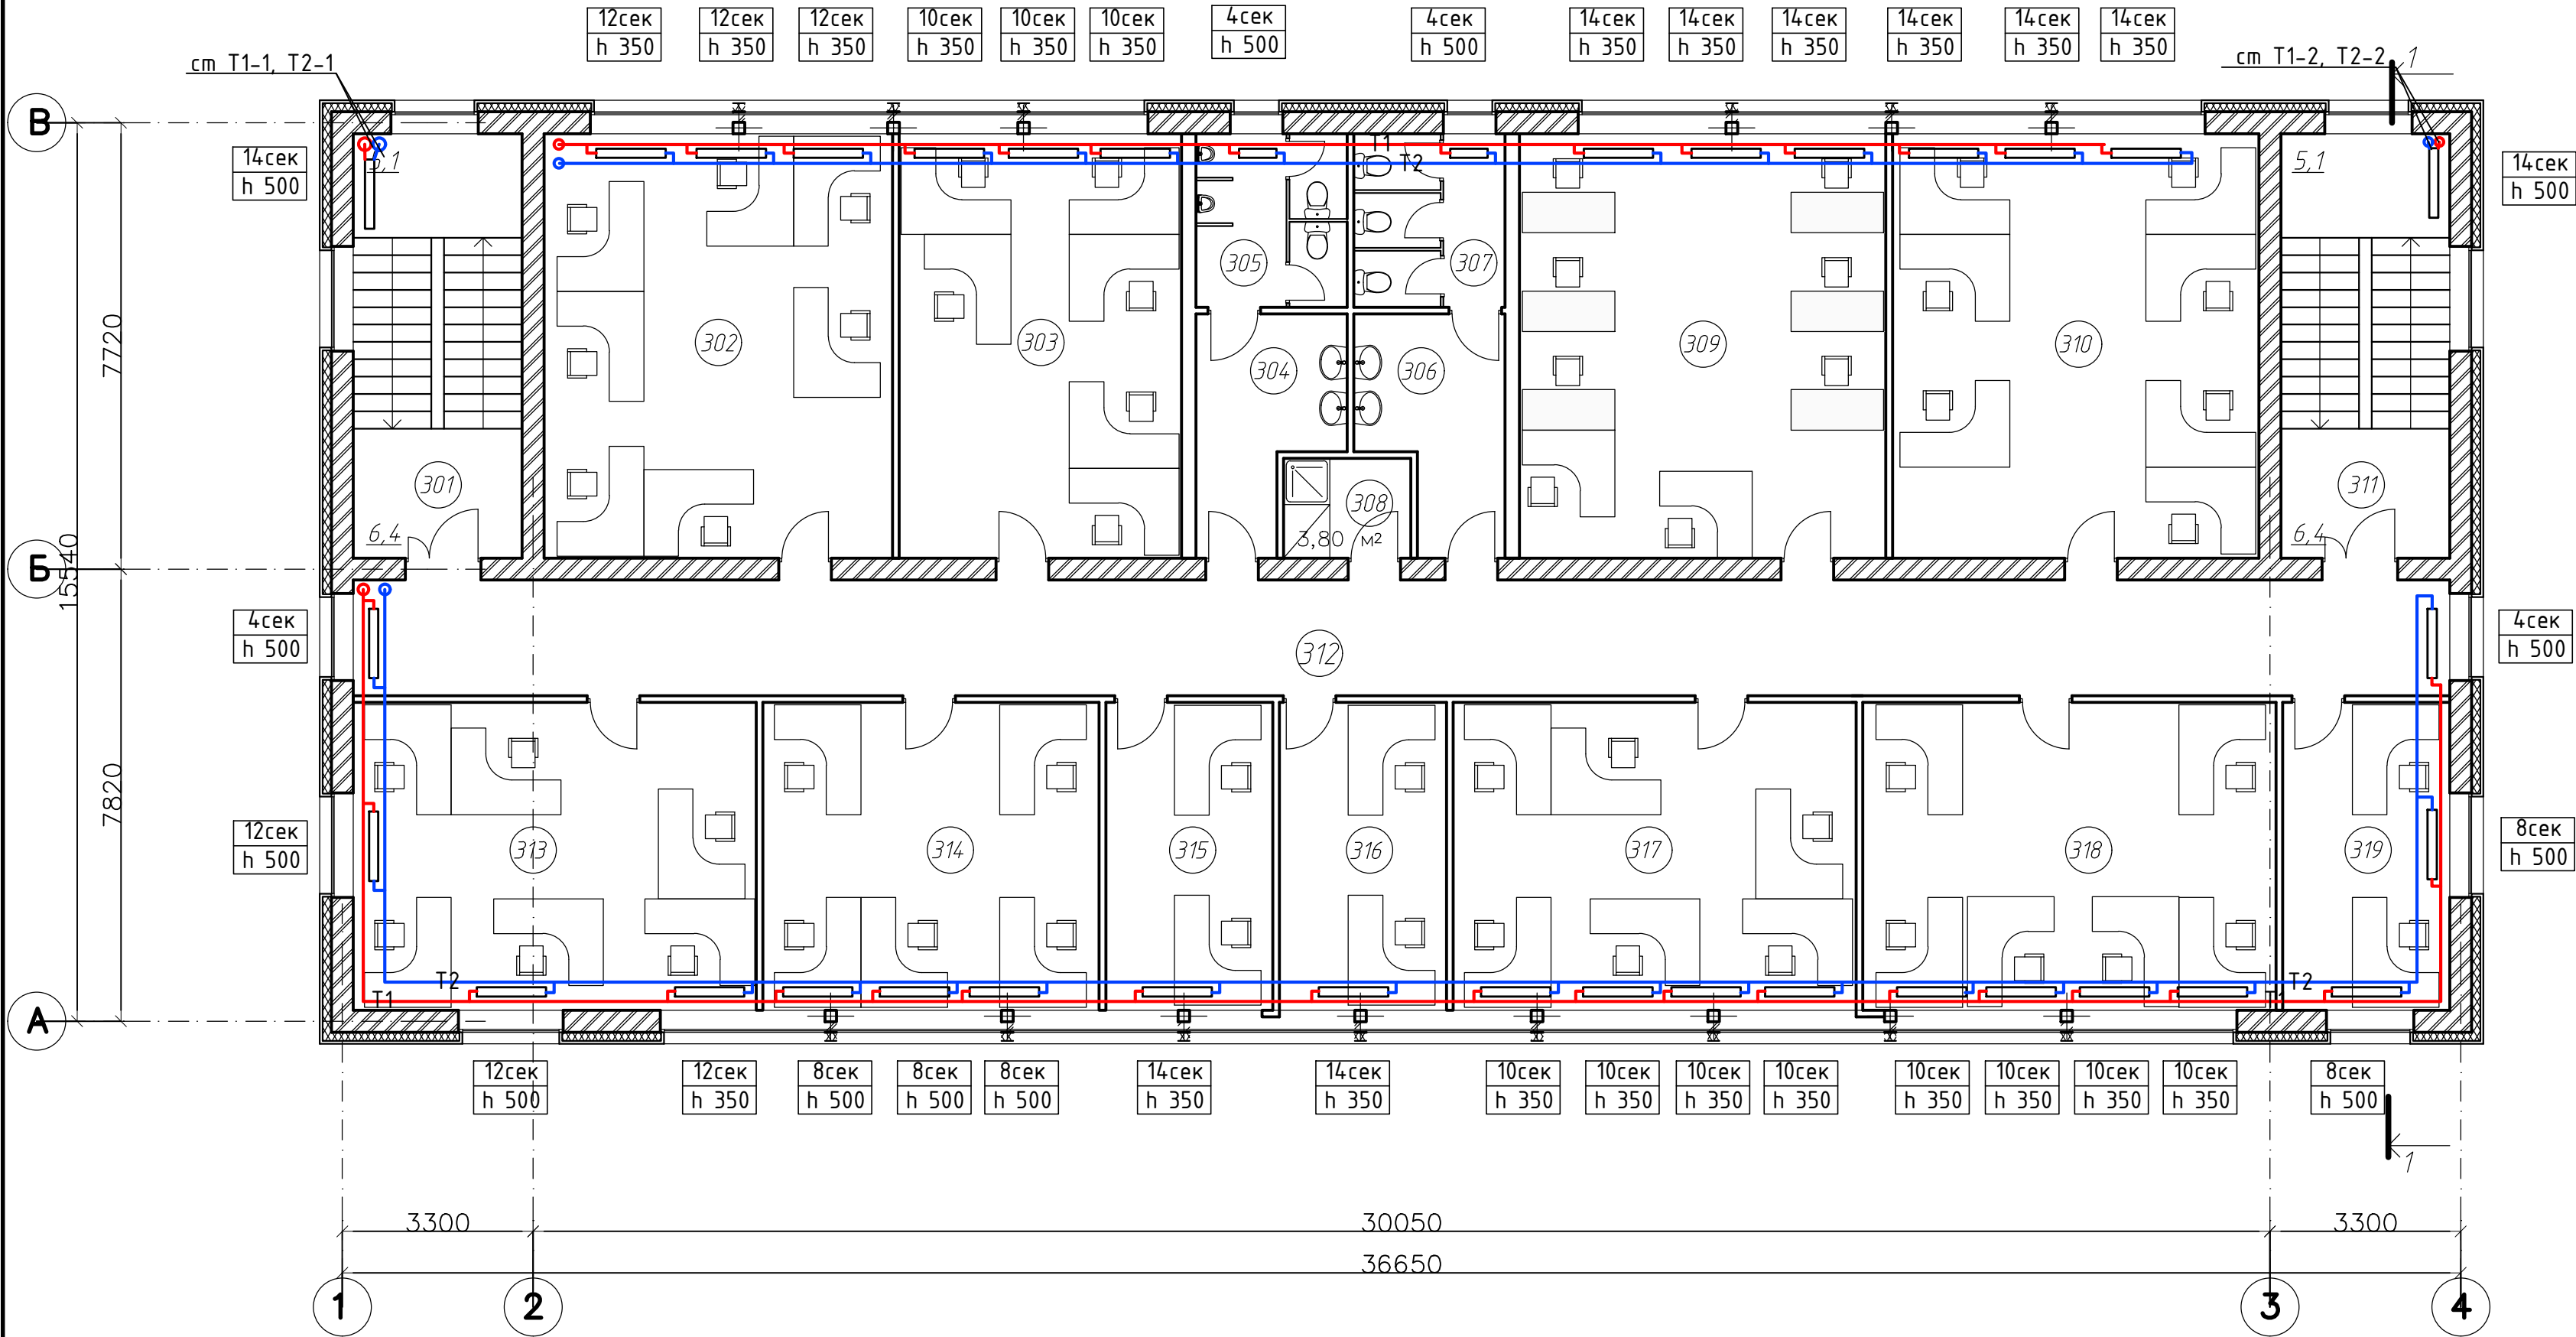 12сек 12сек 12сек 10сек 10сек 10сек 4сек 4сек 14сек 14сек 14сек 14сек 14сек 14сек
h 350 h 350 h 350 h 350 h 350 h 350 h 500 h 500 h 350 h 350 h 350 h 350 h 350 h 350
ст Т1-1, Т2-1
ст Т1-2, Т2-2
1
В
Т1
Т2
14сек
h 500
5,1
5,1
14сек
h 500
305
307
7720
302
303
304
306
309
310
301
308
311
6,4
3,80 м²
6,4
Б
15540
4сек
h 500
312
4сек
h 500
7820
12сек
h 500
313
314
315
316
317
318
319
8сек
h 500
Т2
Т1
Т2
Т1
А
12сек 12сек 8сек 8сек 8сек 14сек 14сек 10сек 10сек 10сек 10сек 10сек 10сек 10сек 10сек 8сек
h 500 h 350 h 500 h 500 h 500 h 350 h 350 h 350 h 350 h 350 h 350 h 350 h 350 h 350 h 350 h 500
1
3300
30050
3300
36650
1
2
3
4